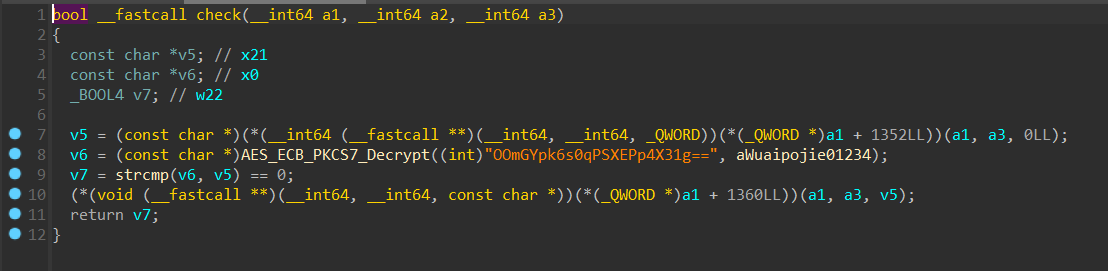 1 bool __fastcall check(__int64 a1, __int64 a2, __int64 a3)
2 {
3 const char *v5; // x21
4 const char *v6; // x0
5 _BOOL4 v7; // w22
6
7 v5 = (const char *)(*(__int64 (__fastcall **)(__int64, __int64, _QWORD))(*(_QWORD *)a1 + 1352LL))(a1, a3, 0LL);
8 v6 = (const char *)AES_ECB_PKCS7_Decrypt((int)"OOmGYpk6s0qPSXEPp4X31g==", aWuaipojie01234);
9 v7 = strcmp(v6, v5) == 0;
10 (*(void (__fastcall **)(__int64, __int64, const char *))(*(_QWORD *)a1 + 1360LL))(a1, a3, v5);
11 return v7;
12 }